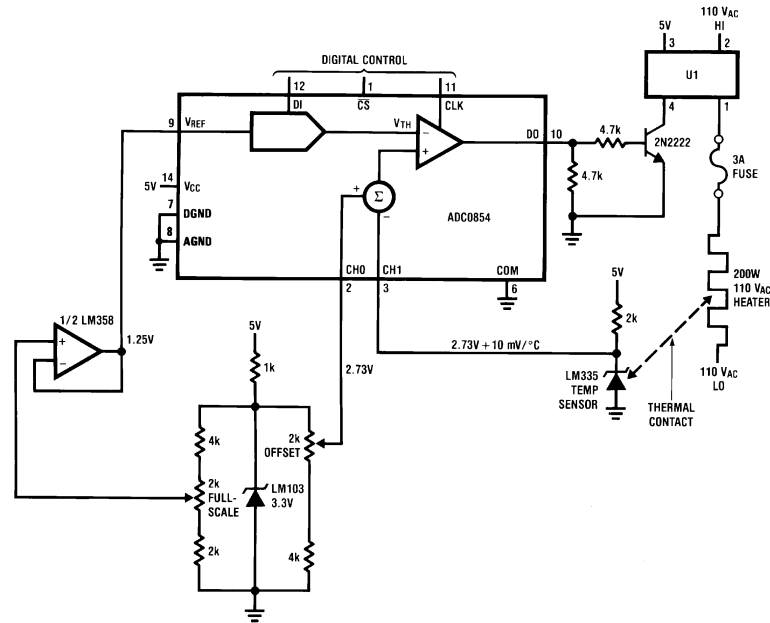 110 VAC
HI
5V
3
2
U1
4
1
DIGITAL CONTROL
12
1
11
DI
CS
CLK
9
VREF
VTH
−
+
DO
10
4.7k
2N2222
4.7k
3A
FUSE
14
5V
VCC
+
Σ
−
7
DGND
8
AGND
ADC0854
CH0
CH1
COM
2
3
6
5V
200W
110 VAC
HEATER
2k
1/2 LM358
+
−
1.25V
5V
2.73V + 10 mV/°C
1k
2.73V
LM335
TEMP
SENSOR
110 VAC
LO
THERMAL
CONTACT
4k
2k
OFFSET
2k
FULL-
SCALE
LM103
3.3V
2k
4k